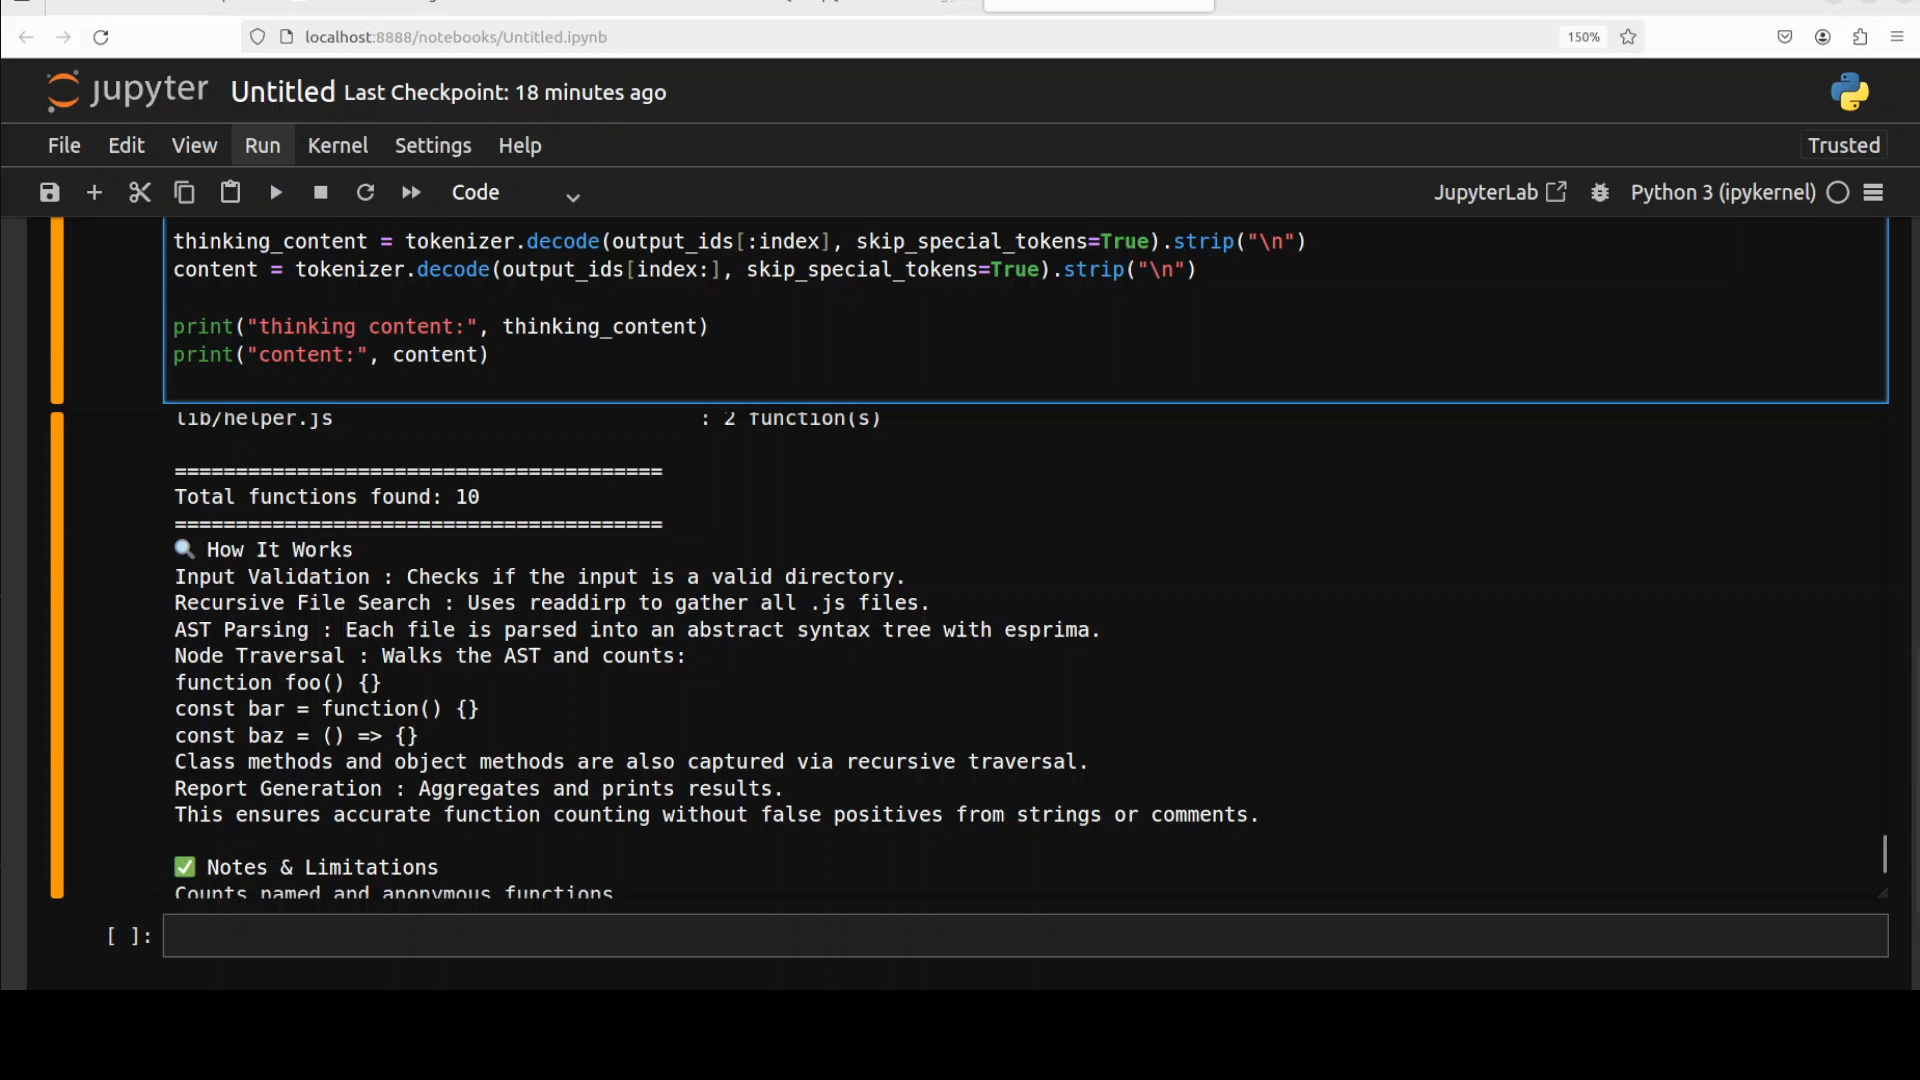 localhost:8888/notebooks/Untitled.ipynb
150%
jupyter Untitled Last Checkpoint: 18 minutes ago
File Edit View Run Kernel Settings Help Trusted
Code JupyterLab Python 3 (ipykernel)
thinking_content = tokenizer.decode(output_ids[:index], skip_special_tokens=True).strip("\n")
content = tokenizer.decode(output_ids[index:], skip_special_tokens=True).strip("\n")
print("thinking content:", thinking_content)
print("content:", content)
lib/helper.js : 2 function(s)
========================================
Total functions found: 10
========================================
🔍 How It Works
Input Validation : Checks if the input is a valid directory.
Recursive File Search : Uses readdirp to gather all .js files.
AST Parsing : Each file is parsed into an abstract syntax tree with esprima.
Node Traversal : Walks the AST and counts:
function foo() {}
const bar = function() {}
const baz = () => {}
Class methods and object methods are also captured via recursive traversal.
Report Generation : Aggregates and prints results.
This ensures accurate function counting without false positives from strings or comments.
✅ Notes & Limitations
Counts named and anonymous functions
[ ]: